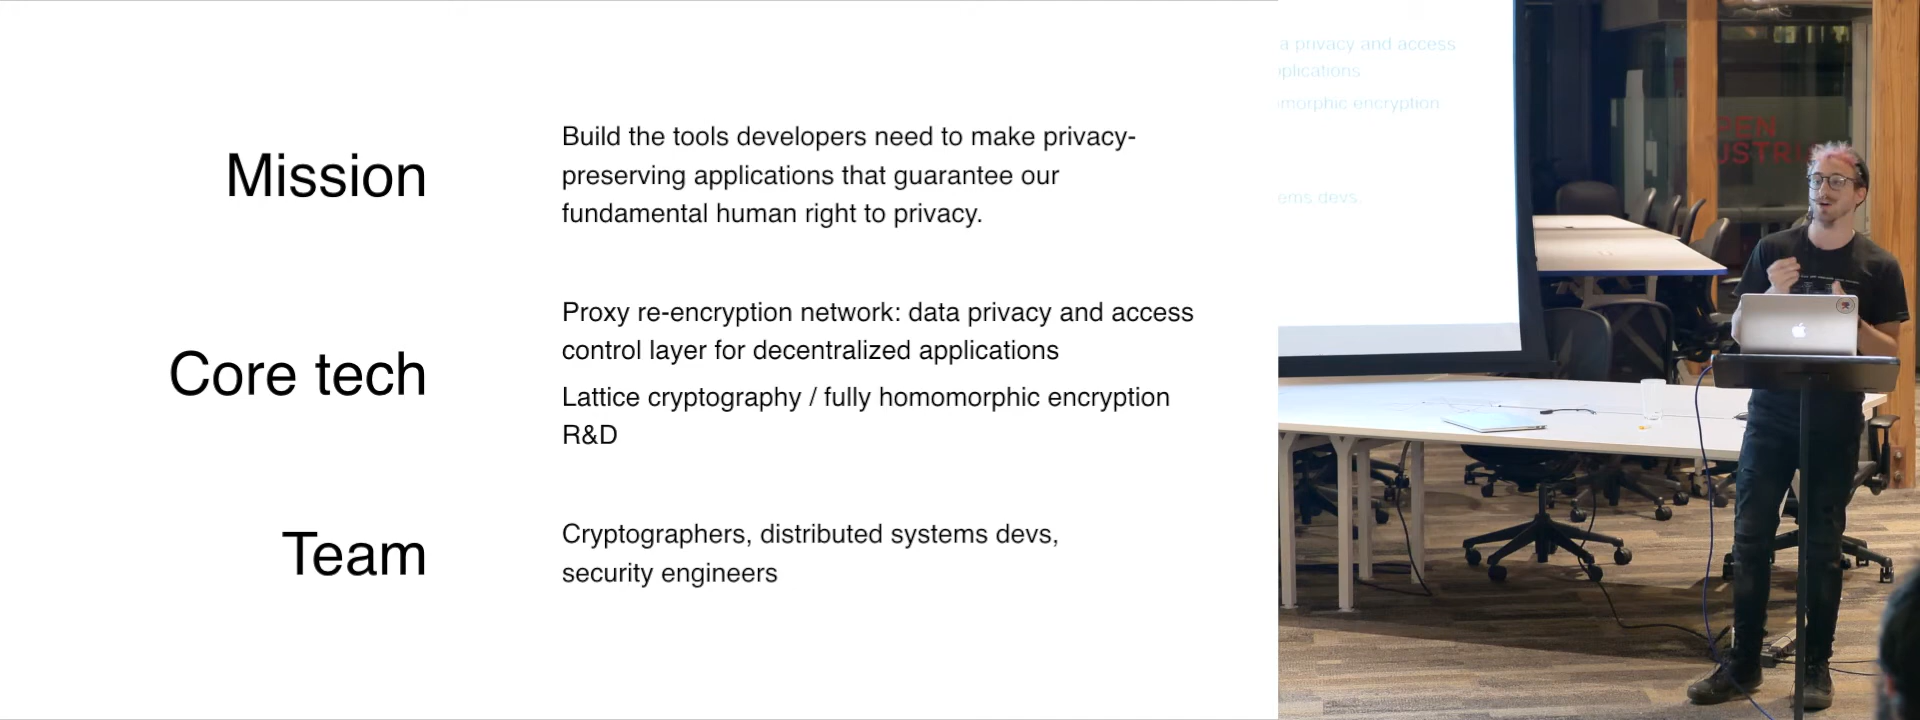 Mission
Build the tools developers need to make privacy-
preserving applications that guarantee our
fundamental human right to privacy.
Core tech
Proxy re-encryption network: data privacy and access
control layer for decentralized applications
Lattice cryptography / fully homomorphic encryption
R&D
Team
Cryptographers, distributed systems devs,
security engineers
a privacy and access
plications
morphic encryption
ems devs.
PEN
USTRI